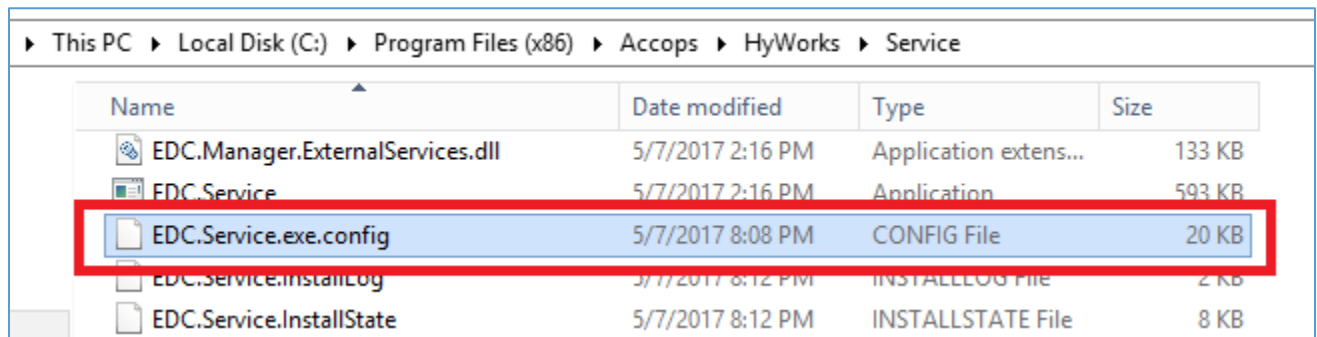 This PC Local Disk (C:) Program Files (x86) Accops HyWorks Service
Name Date modified Type Size
EDC.Manager.ExternalServices.dll 5/7/2017 2:16 PM Application extens... 133 KB
EDC.Service 5/7/2017 2:16 PM Application 593 KB
EDC.Service.exe.config 5/7/2017 8:08 PM CONFIG File 20 KB
EDC.Service.InstallLog 5/7/2017 8:12 PM INSTALLLOG File 2 KB
EDC.Service.InstallState 5/7/2017 8:12 PM INSTALLSTATE File 8 KB